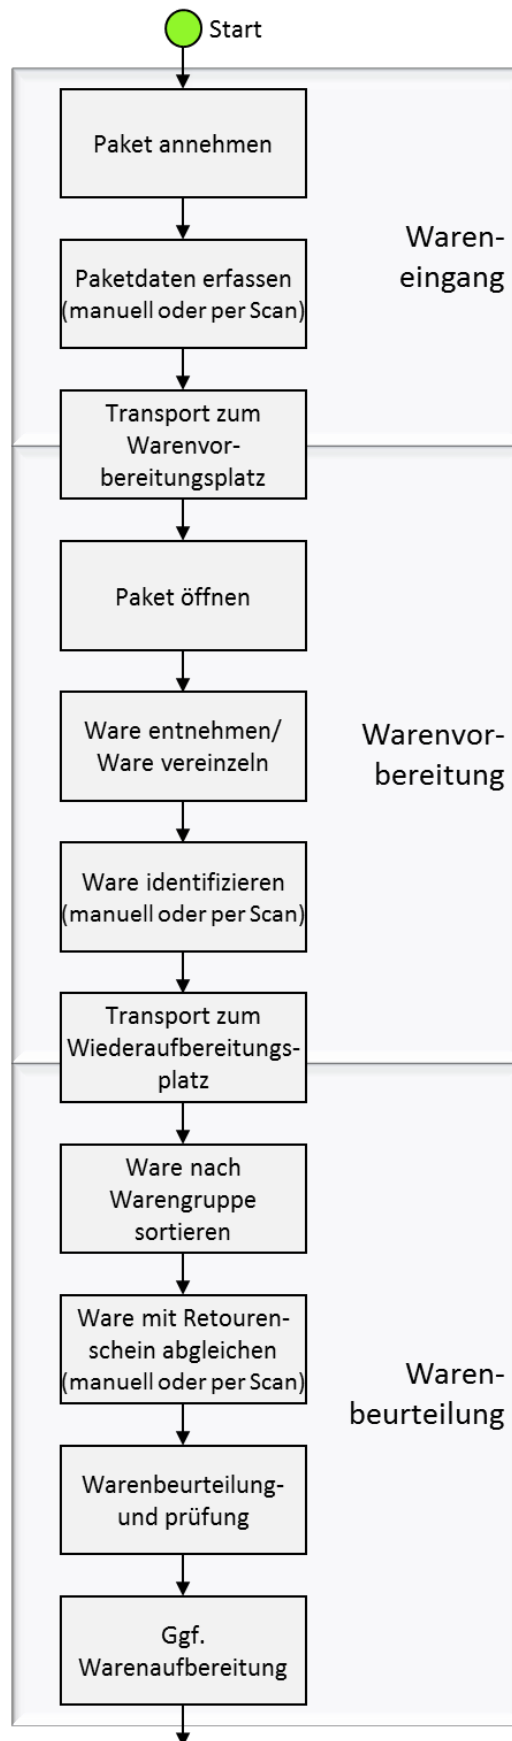 Start
Paket annehmen
Waren-
eingang
Paketdaten erfassen
(manuell oder per Scan)
Transport zum
Warenvor-
bereitungsplatz
Paket öffnen
Ware entnehmen/
Ware vereinzeln
Warenvor-
bereitung
Ware identifizieren
(manuell oder per Scan)
Transport zum
Wiederaufbereitungs-
platz
Ware nach
Warengruppe
sortieren
Ware mit Retouren-
schein abgleichen
(manuell oder per Scan)
Waren-
beurteilung
Warenbeurteilung-
und prüfung
Ggf.
Warenaufbereitung